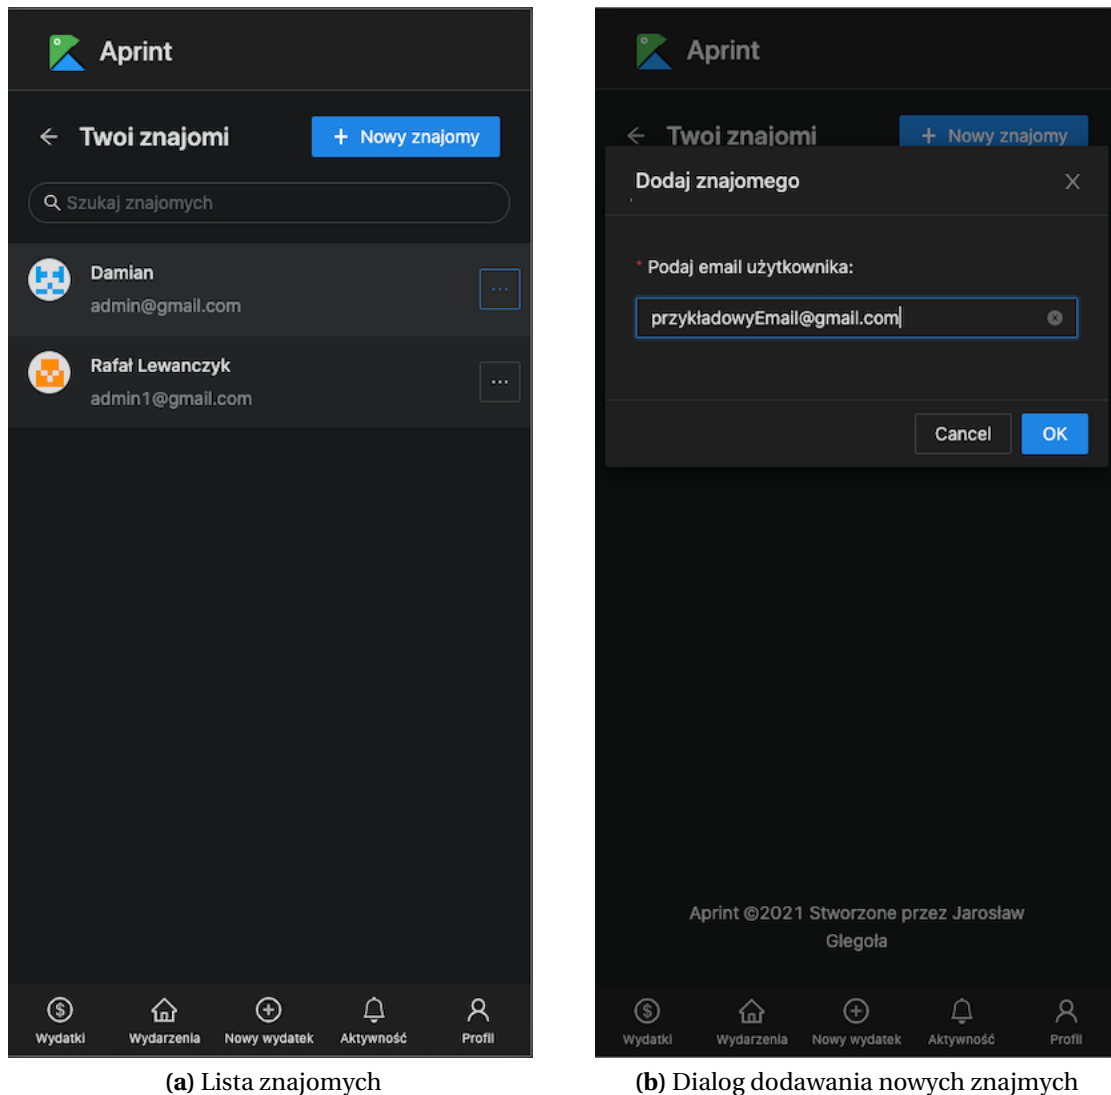 Aprint
Twoi znajomi
+ Nowy znajomy
Szukaj znajomych
Damian
admin@gmail.com
...
Rafał Lewanczyk
admin1@gmail.com
...
Wydatki
Wydarzenia
Nowy wydatek
Aktywność
Profil
(a) Lista znajomych
Aprint
Twoi znajomi
+ Nowy znajomy
Dodaj znajomego
* Podaj email użytkownika:
przykładowyEmail@gmail.com
Cancel
OK
Aprint ©2021 Stworzone przez Jarosław
Glegoła
Wydatki
Wydarzenia
Nowy wydatek
Aktywność
Profil
(b) Dialog dodawania nowych znajmych